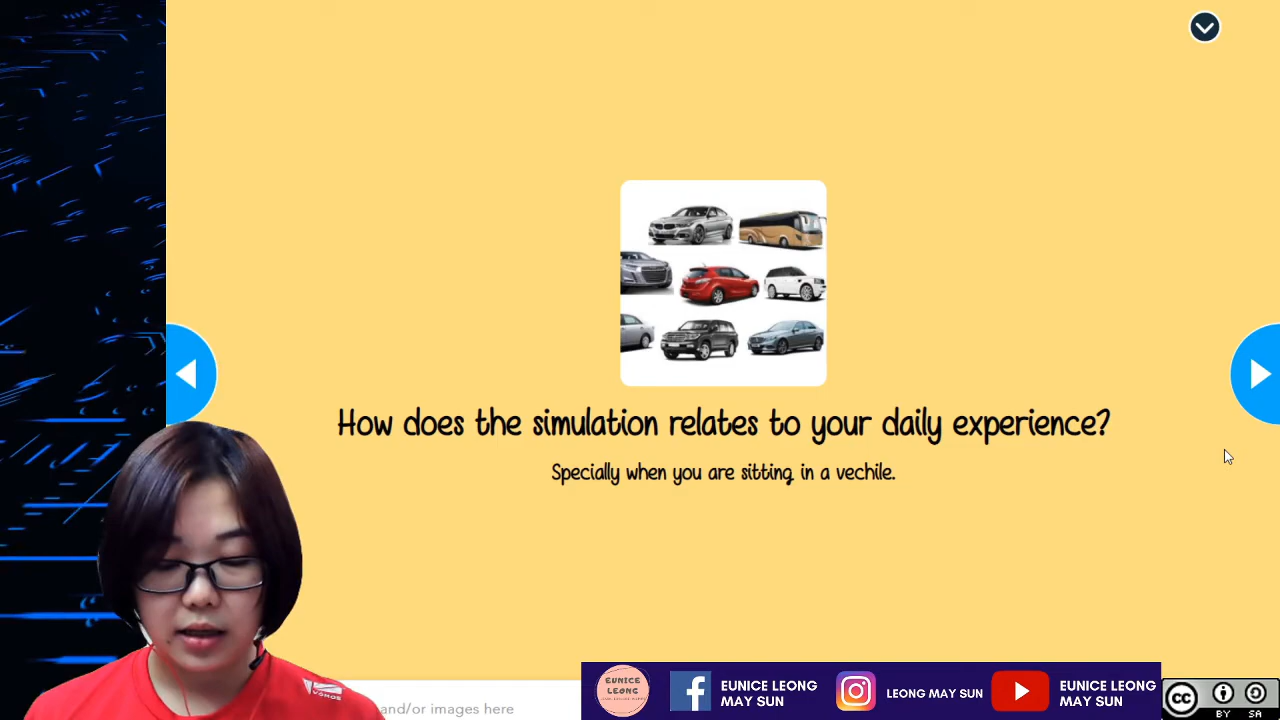 How does the simulation relates to your daily experience?
Specially when you are sitting in a vechile.
and/or images here
EUNICE
LEONG
EUNICE LEONG
MAY SUN
LEONG MAY SUN
EUNICE LEONG
MAY SUN
CC
BY SA